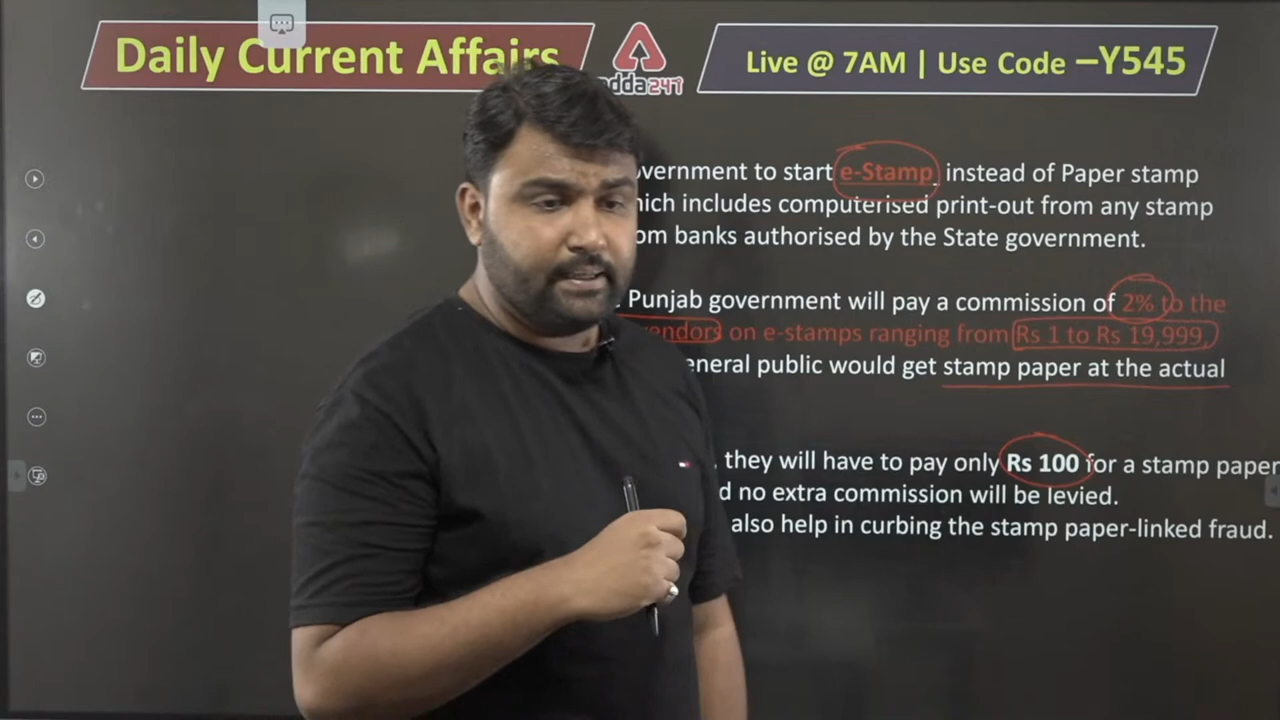 Daily Current Affairs
adda247
Live @ 7AM | Use Code –Y545
government to start e-Stamp instead of Paper stamp
which includes computerised print-out from any stamp
from banks authorised by the State government.
Punjab government will pay a commission of 2% to the
vendors on e-stamps ranging from Rs 1 to Rs 19,999,
general public would get stamp paper at the actual
, they will have to pay only Rs 100 for a stamp paper
no extra commission will be levied.
also help in curbing the stamp paper-linked fraud.